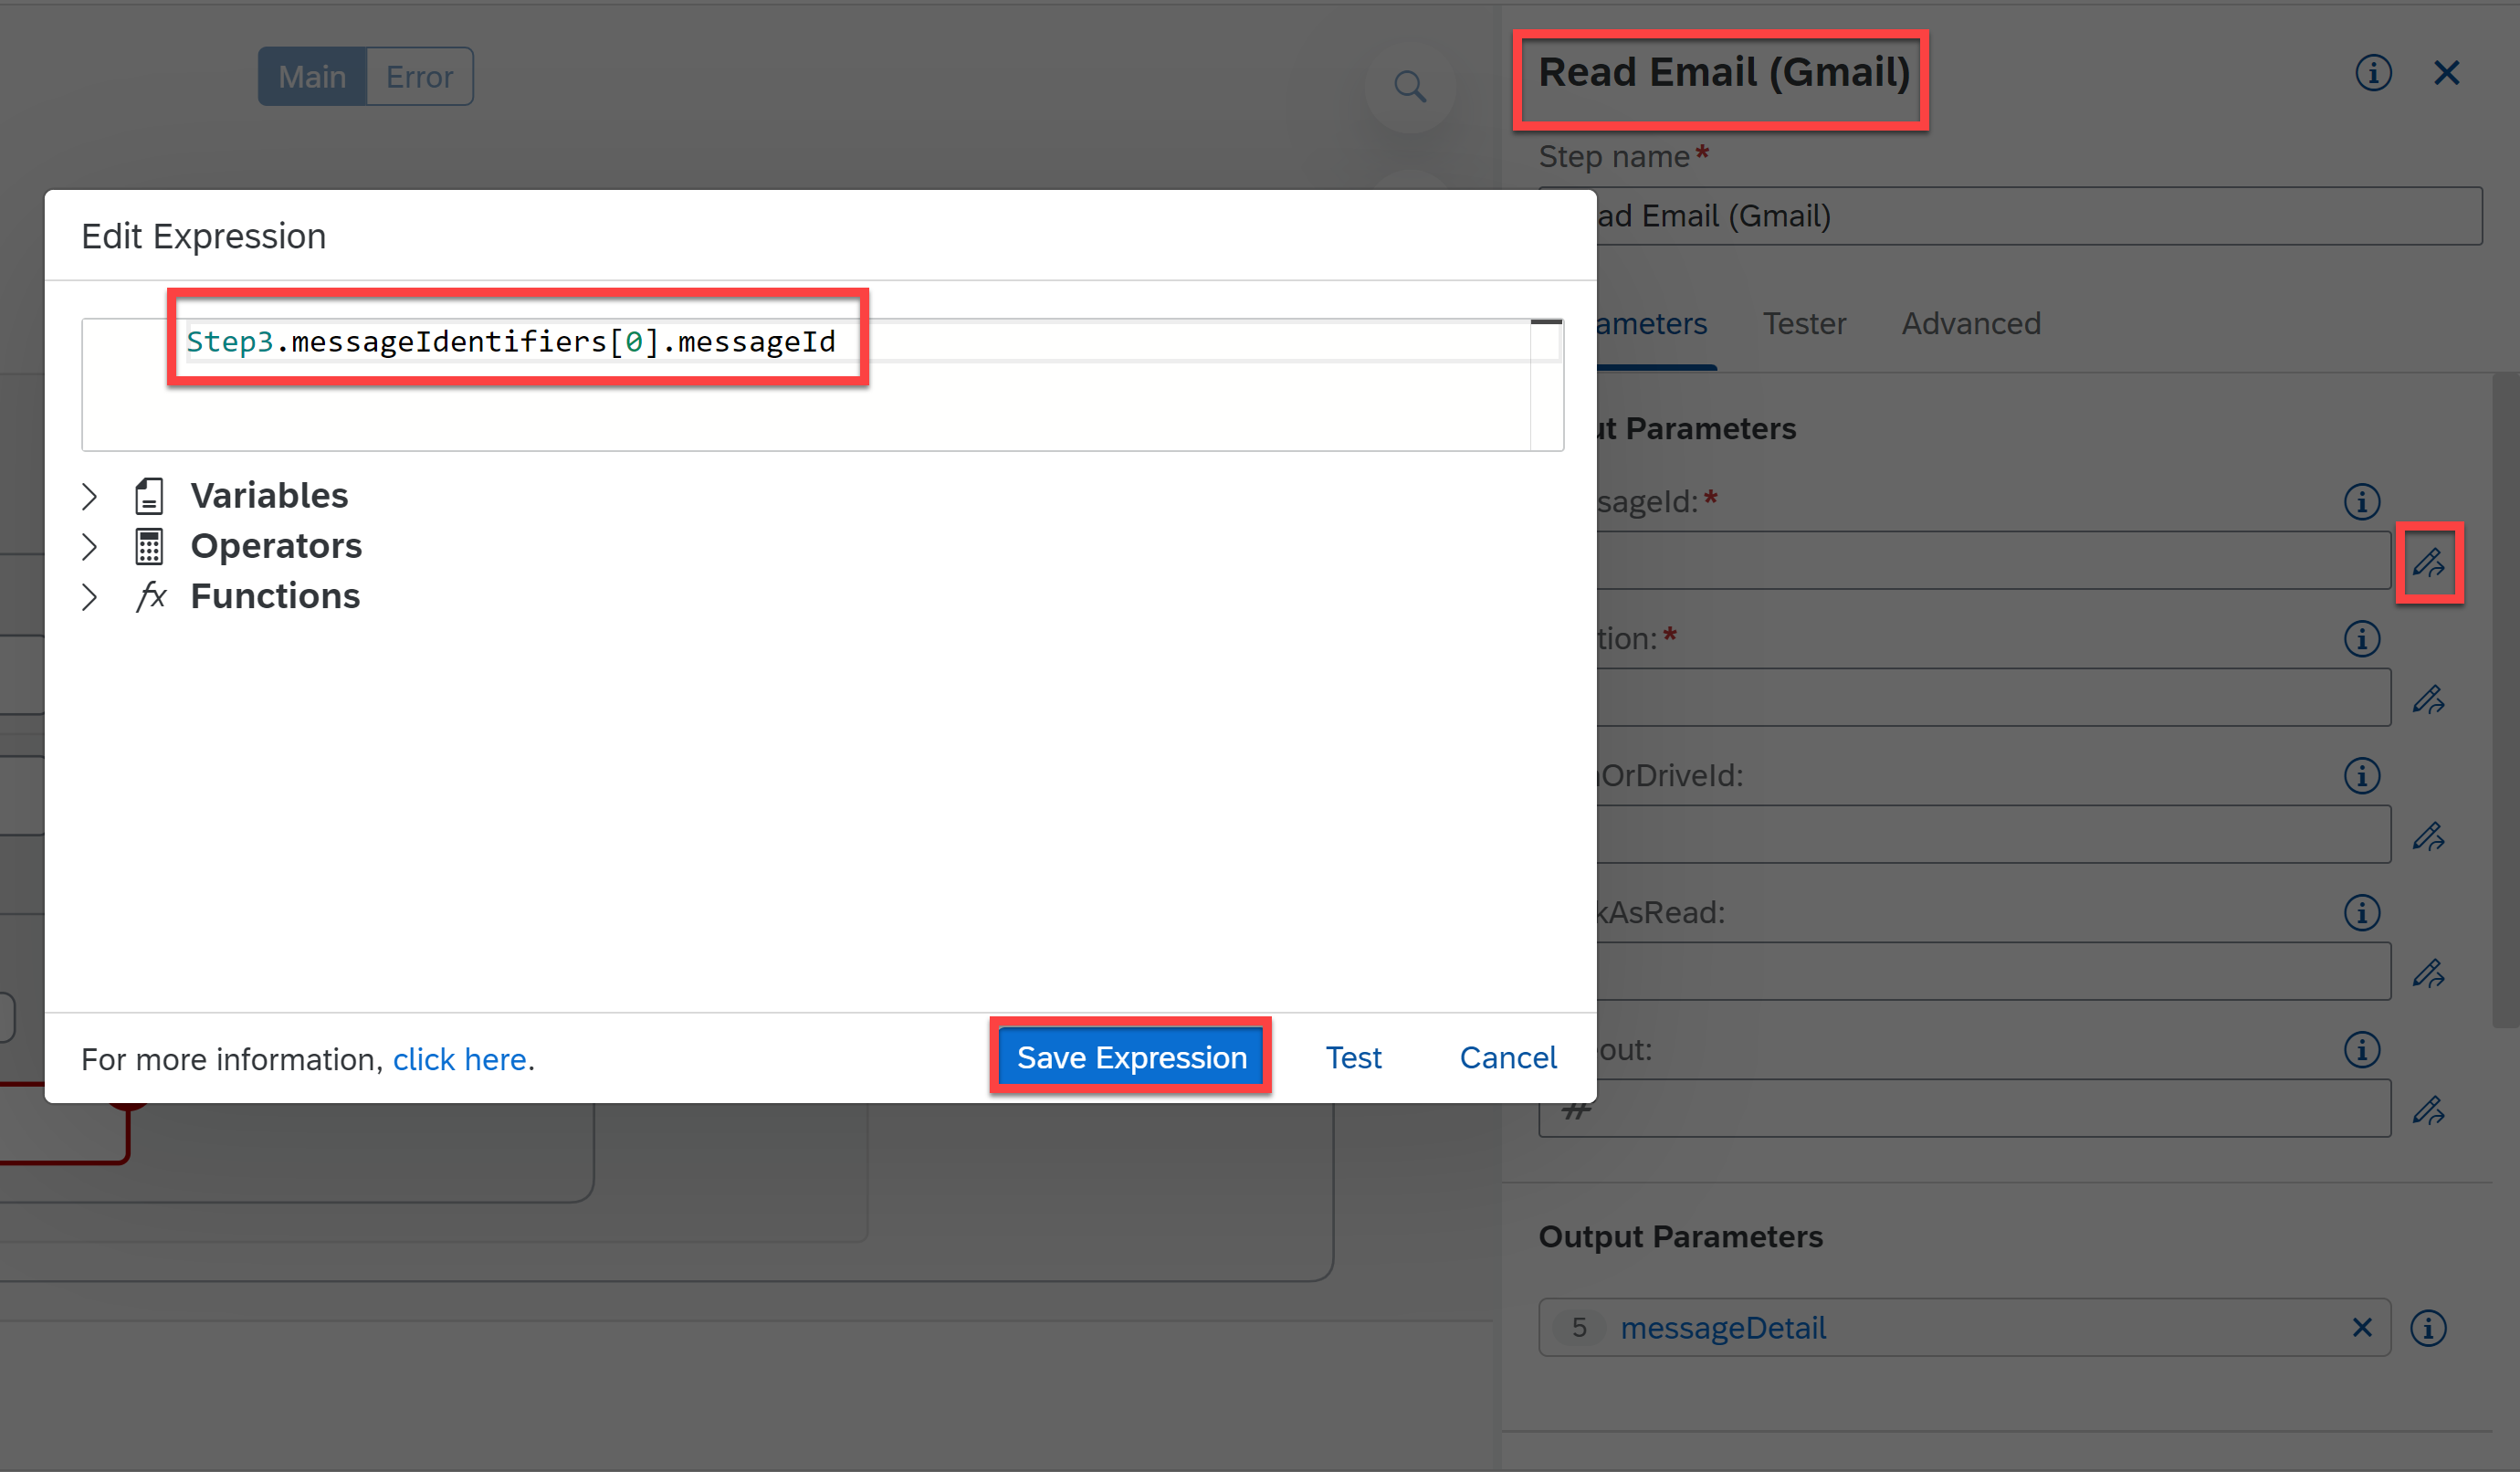 Main
Error
Read Email (Gmail)
Step name*
ad Email (Gmail)
Edit Expression
Step3.messageIdentifiers[0].messageId
ameters
Tester
Advanced
Variables
Operators
Functions
ut Parameters
sageId:*
tion:*
OrDriveId:
kAsRead:
out:
#
For more information, click here.
Save Expression
Test
Cancel
Output Parameters
5 messageDetail